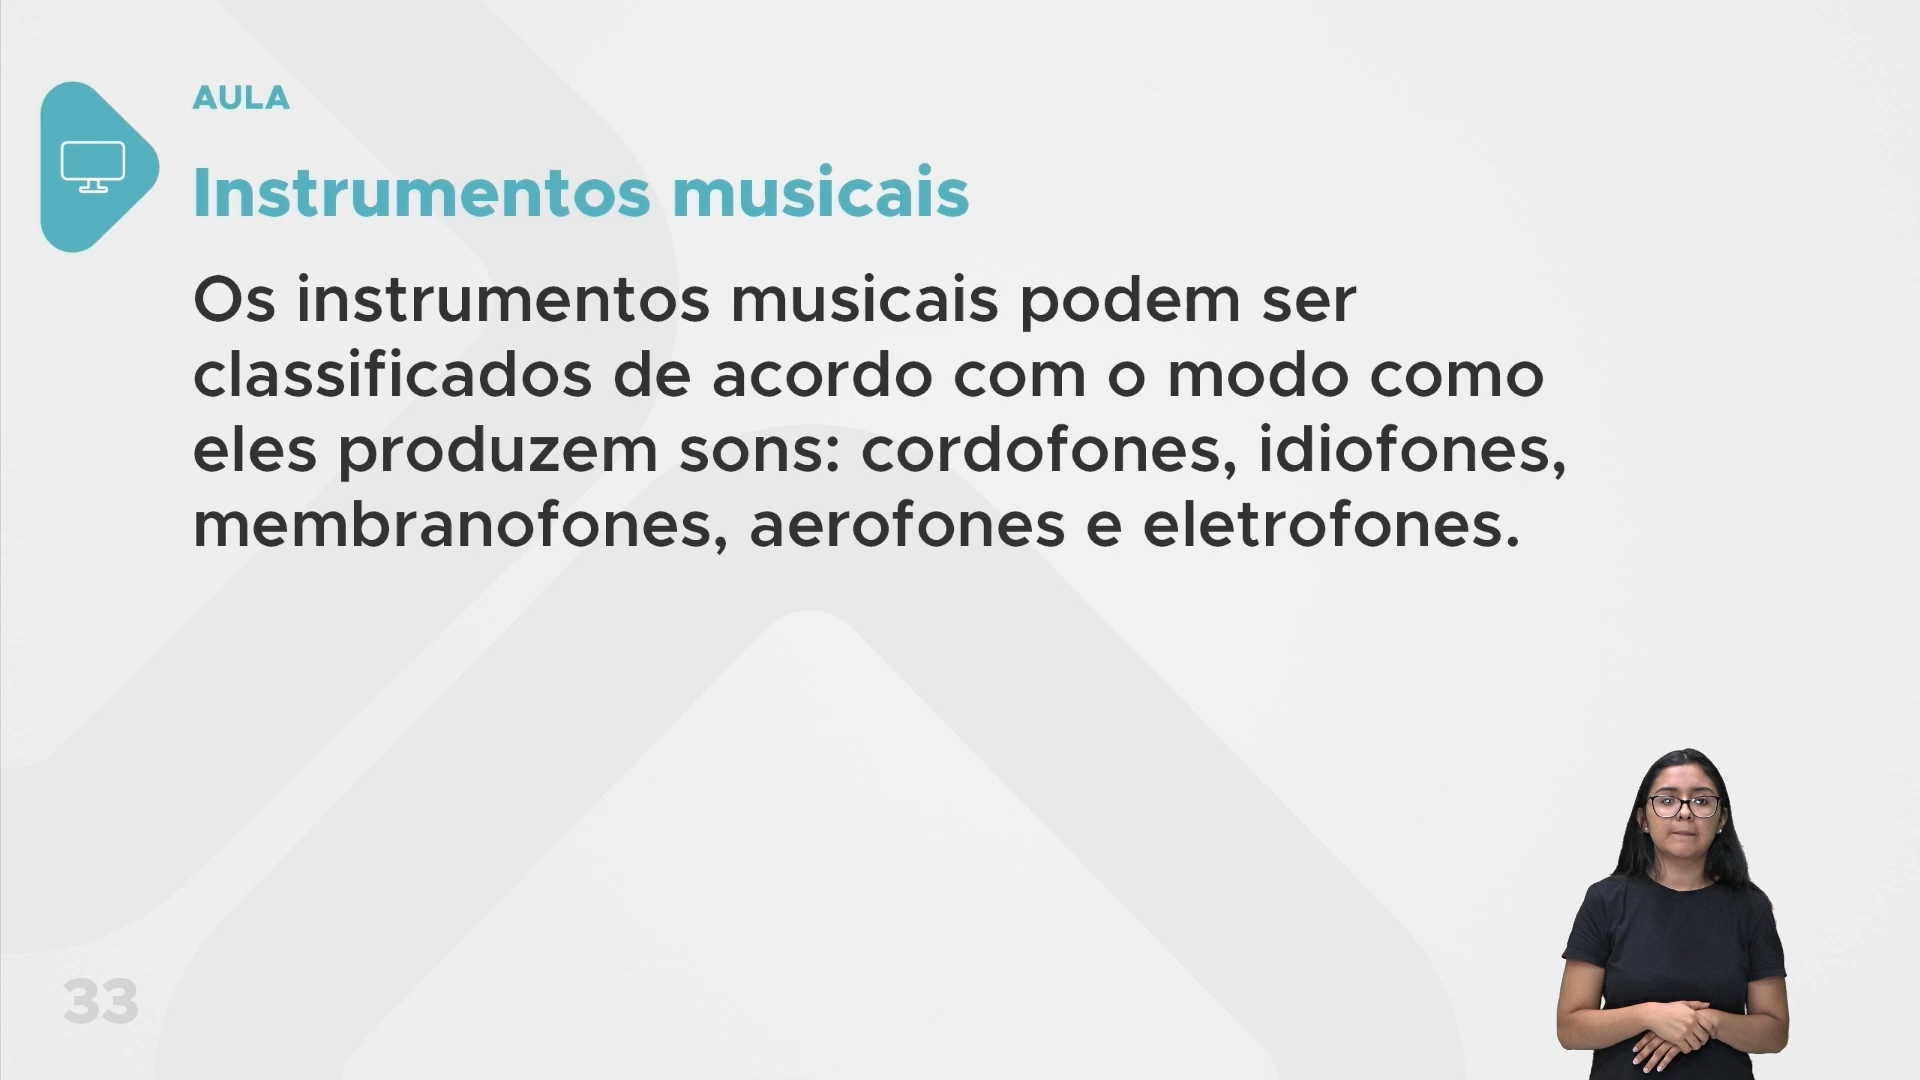 AULA
Instrumentos musicais
Os instrumentos musicais podem ser
classificados de acordo com o modo como
eles produzem sons: cordofones, idiofones,
membranofones, aerofones e eletrofones.
33